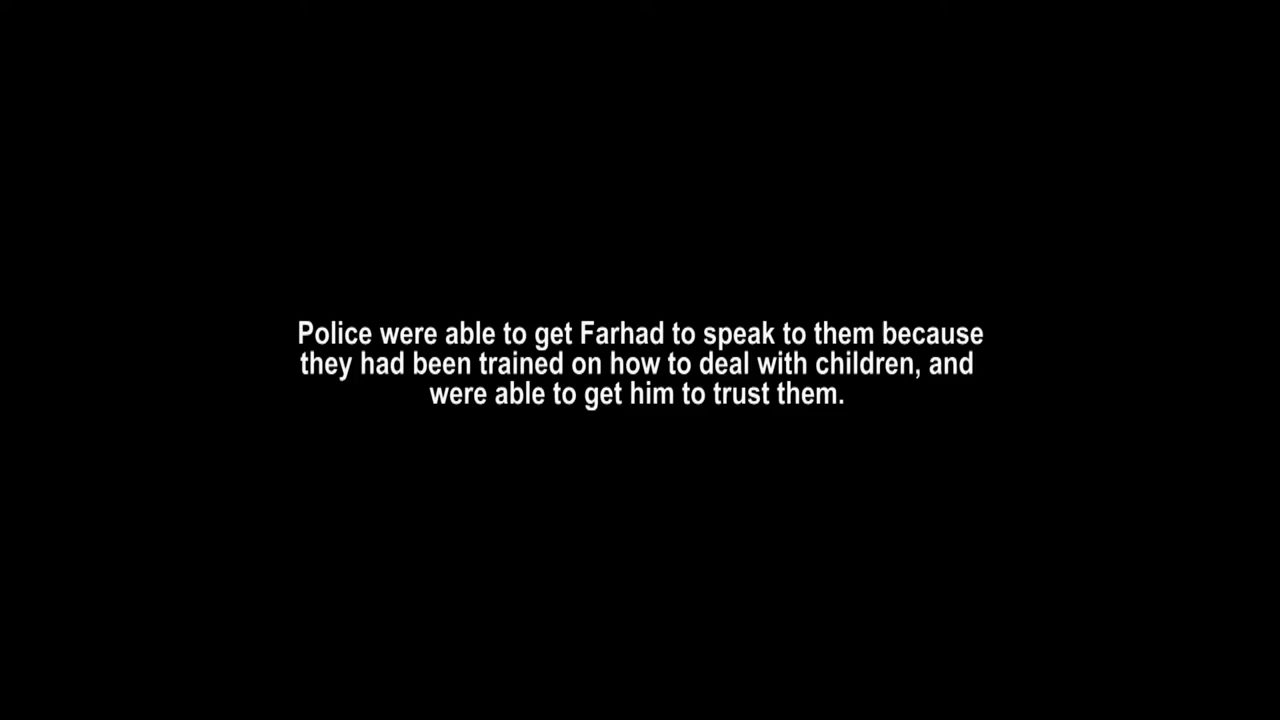 Police were able to get Farhad to speak to them because
they had been trained on how to deal with children, and
were able to get him to trust them.